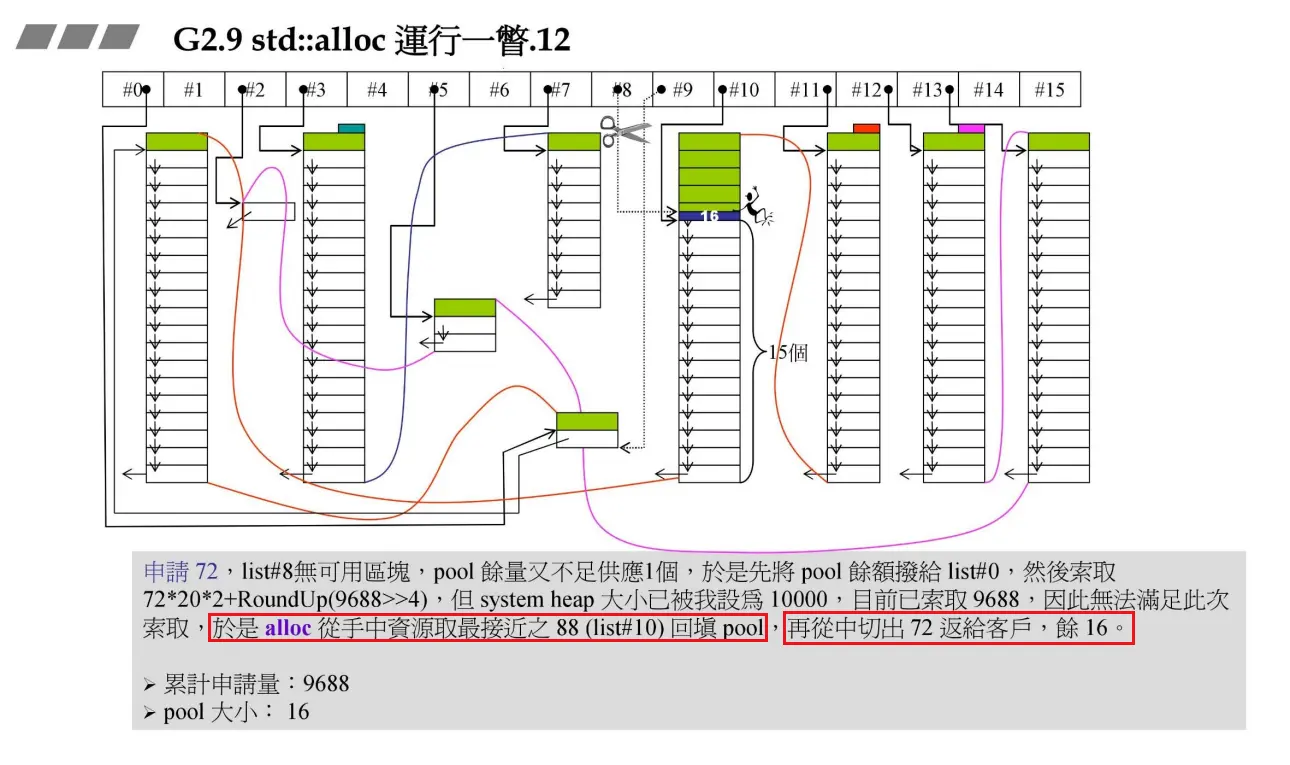 G2.9 std::alloc 運行一瞥.12
#0 #1 #2 #3 #4 #5 #6 #7 #8 #9 #10 #11 #12 #13 #14 #15
16
15個
申請 72，list#8無可用區塊，pool 餘量又不足供應1個，於是先將 pool 餘額撥給 list#0，然後索取
72*20*2+RoundUp(9688>>4)，但 system heap 大小已被我設爲 10000，目前已索取 9688，因此無法滿足此次
索取，於是 alloc 從手中資源取最接近之 88 (list#10) 回填 pool，再從中切出 72 返給客戶，餘 16。
➢ 累計申請量：9688
➢ pool 大小： 16